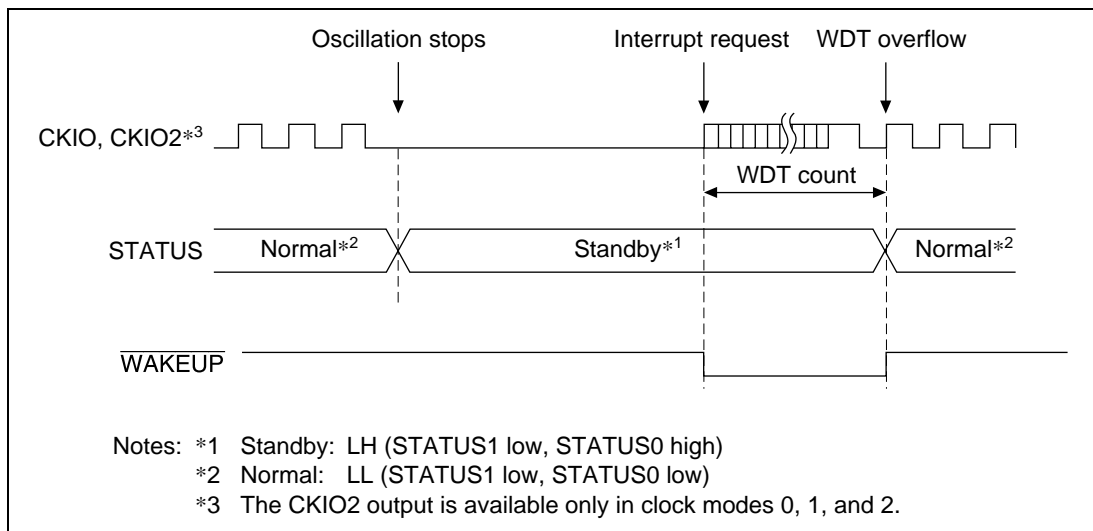 Oscillation stops Interrupt request WDT overflow
CKIO, CKIO2*3
WDT count
STATUS Normal*2 Standby*1 Normal*2
WAKEUP
Notes: *1 Standby: LH (STATUS1 low, STATUS0 high)
*2 Normal: LL (STATUS1 low, STATUS0 low)
*3 The CKIO2 output is available only in clock modes 0, 1, and 2.